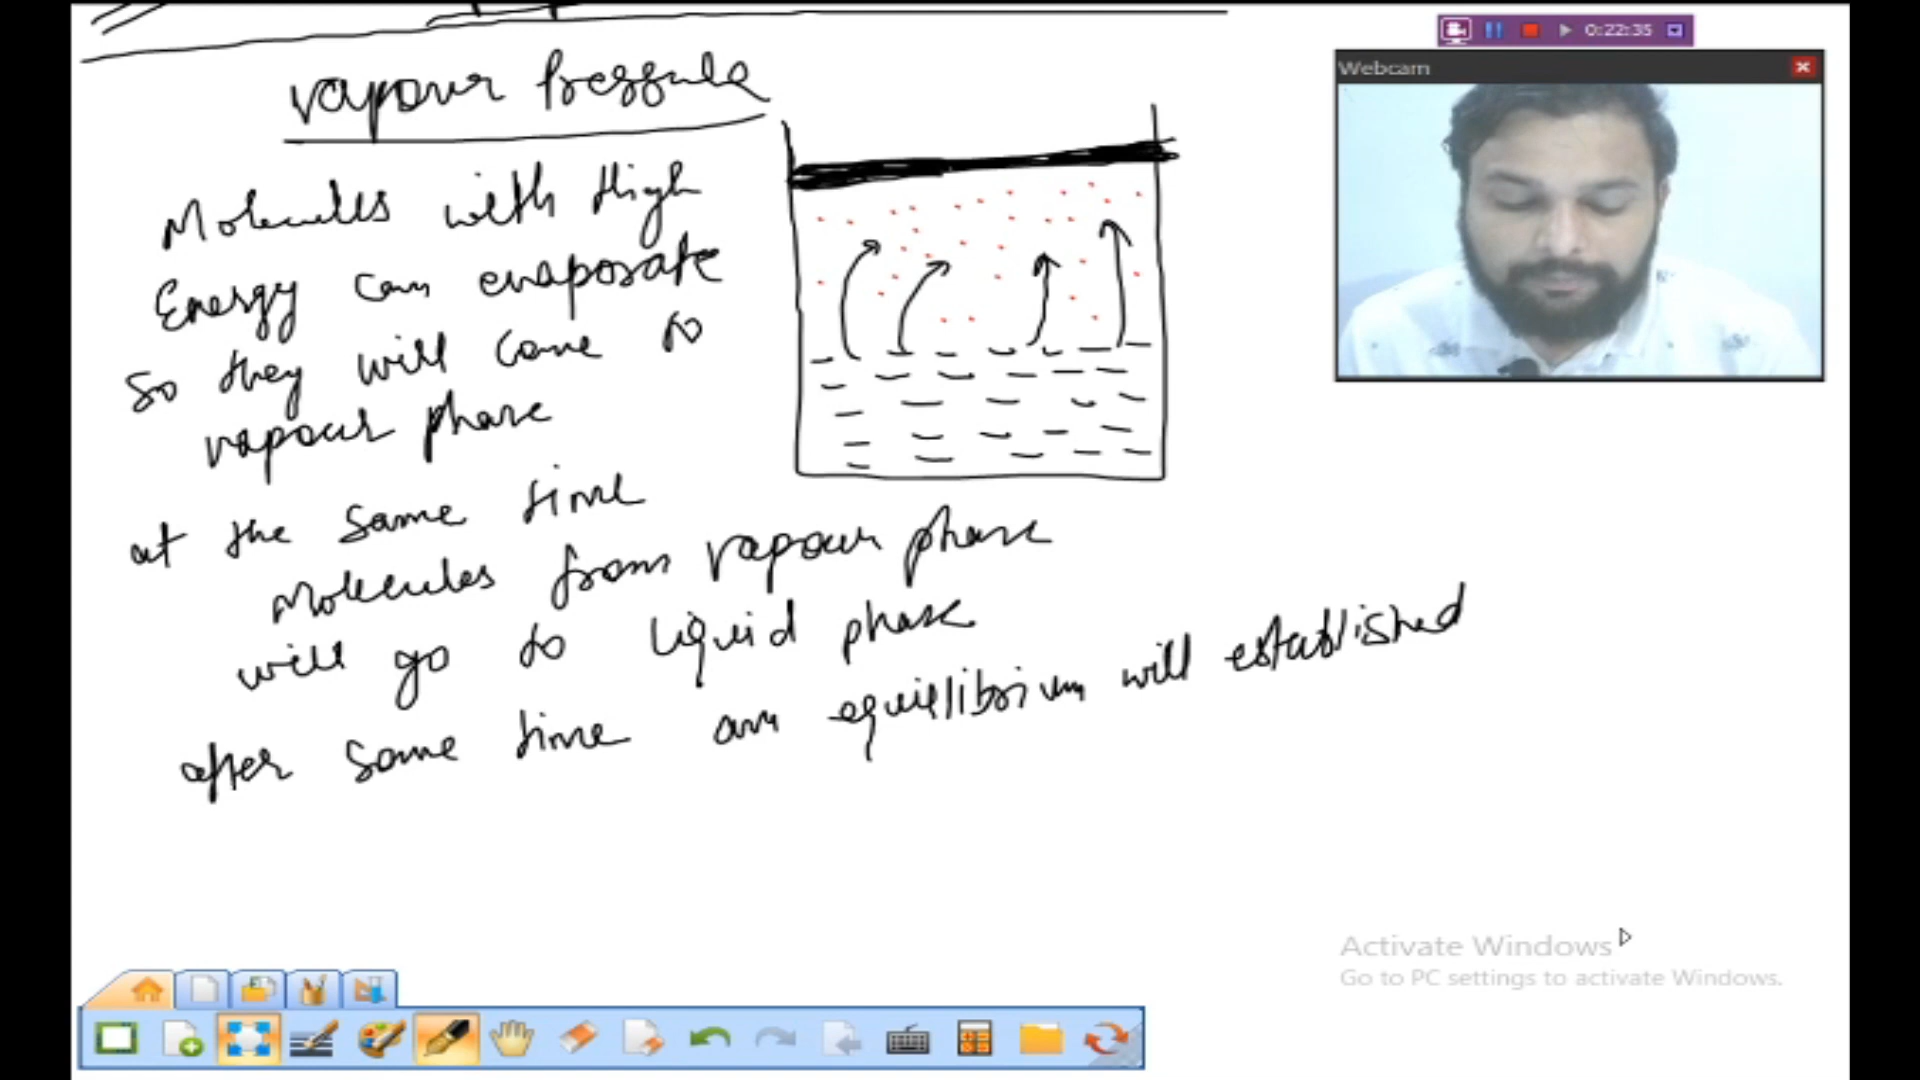 0:22:35
Webcam
vapour Pressure
Molecules with high
Energy can evaporate
so they will come to
vapour phase
at the same time
Molecules from vapour phase
will go to liquid phase
after some time an equilibrium will established
Activate Windows
Go to PC settings to activate Windows.